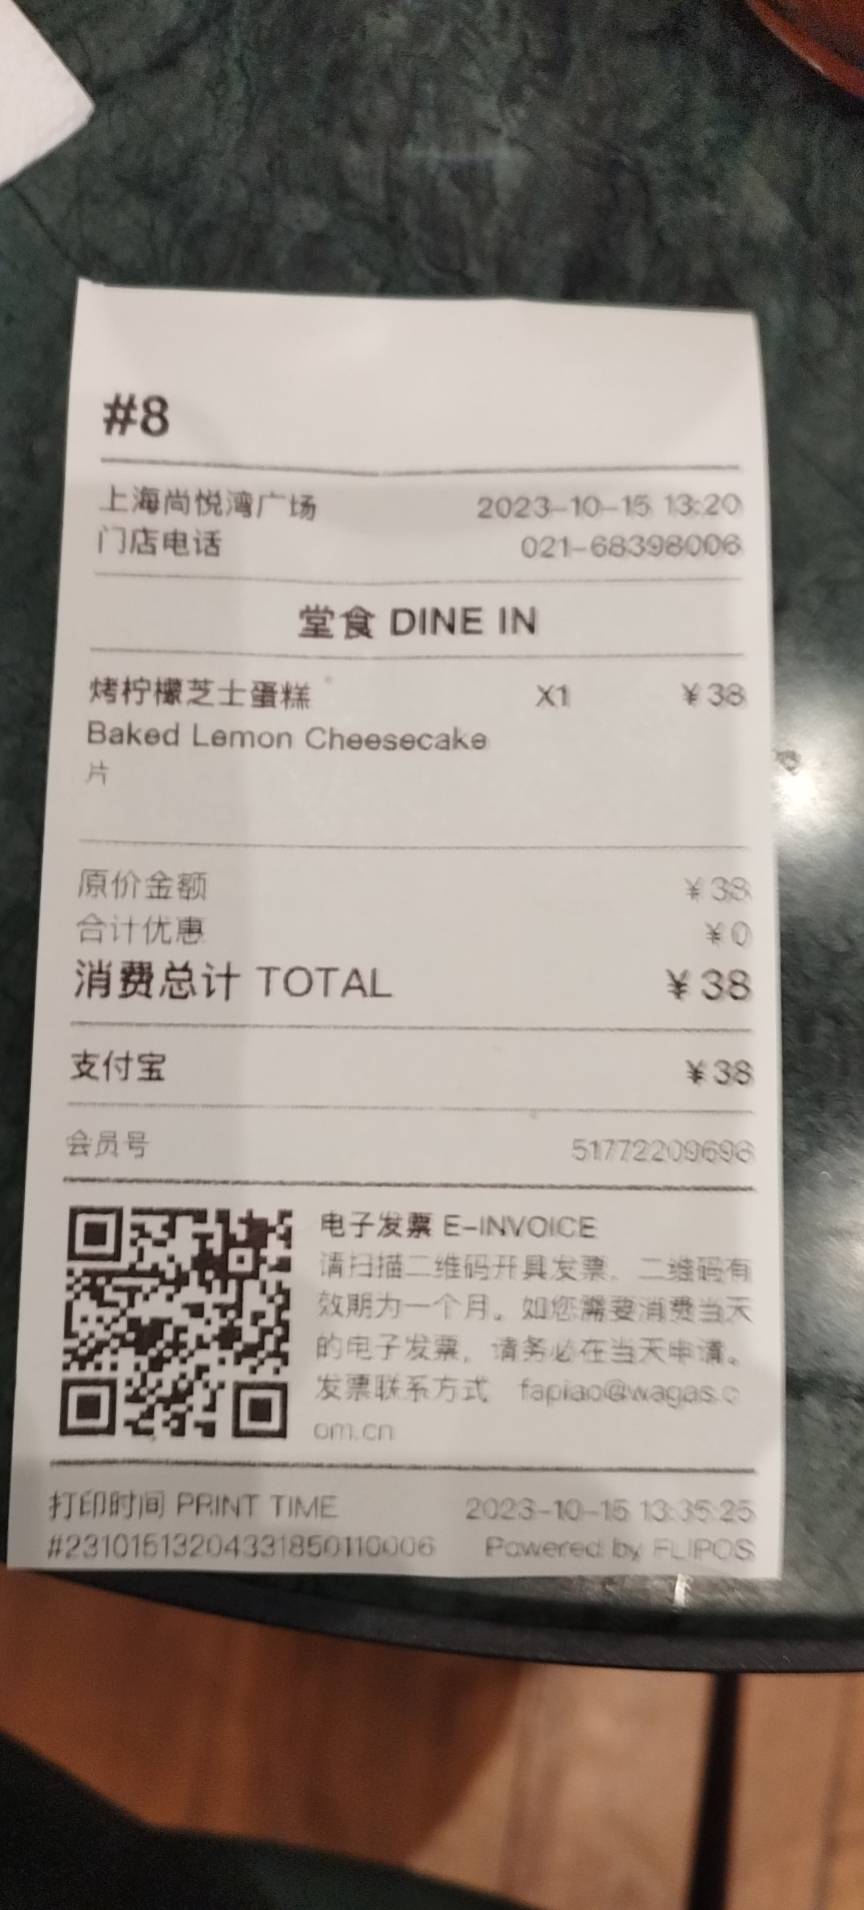 #8
上海尚悦湾广场 2023-10-15 13:20
门店电话 021-68398006
堂食 DINE IN
烤柠檬芝士蛋糕 X1 ¥38
Baked Lemon Cheesecake
片
原价金额 ¥38
合计优惠 ¥0
消费总计 TOTAL ¥38
支付宝 ¥38
会员号 51772209696
电子发票 E-INVOICE
请扫描二维码开具发票，二维码有
效期为一个月。如您需要消费当天
的电子发票，请务必在当天申请。
发票联系方式 fapiao@wagas.c
om.cn
打印时间 PRINT TIME 2023-10-15 13:35:25
#231015132043318501​10006 Powered by FLIPOS